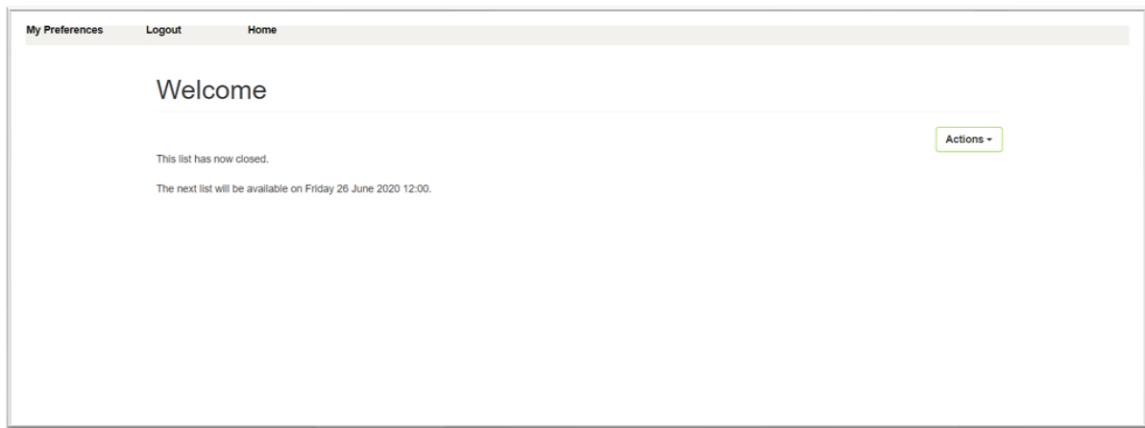 My Preferences Logout Home
Welcome
Actions
This list has now closed.
The next list will be available on Friday 26 June 2020 12:00.